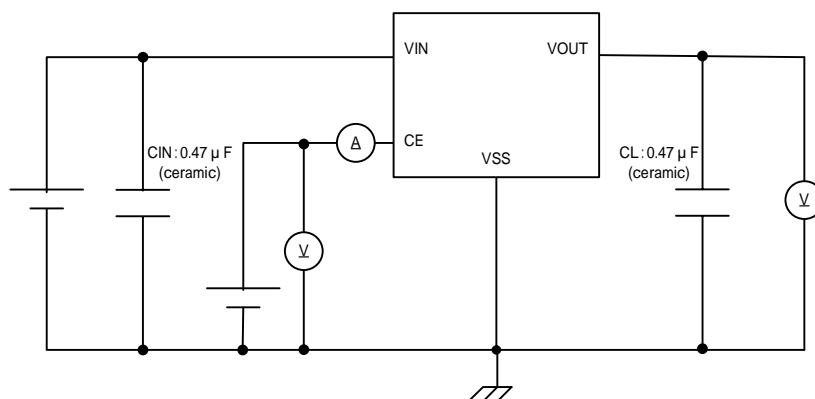 VIN
VOUT
CIN：0.47 μ F
(ceramic)
A
CE
VSS
CL：0.47 μ F
(ceramic)
V
V